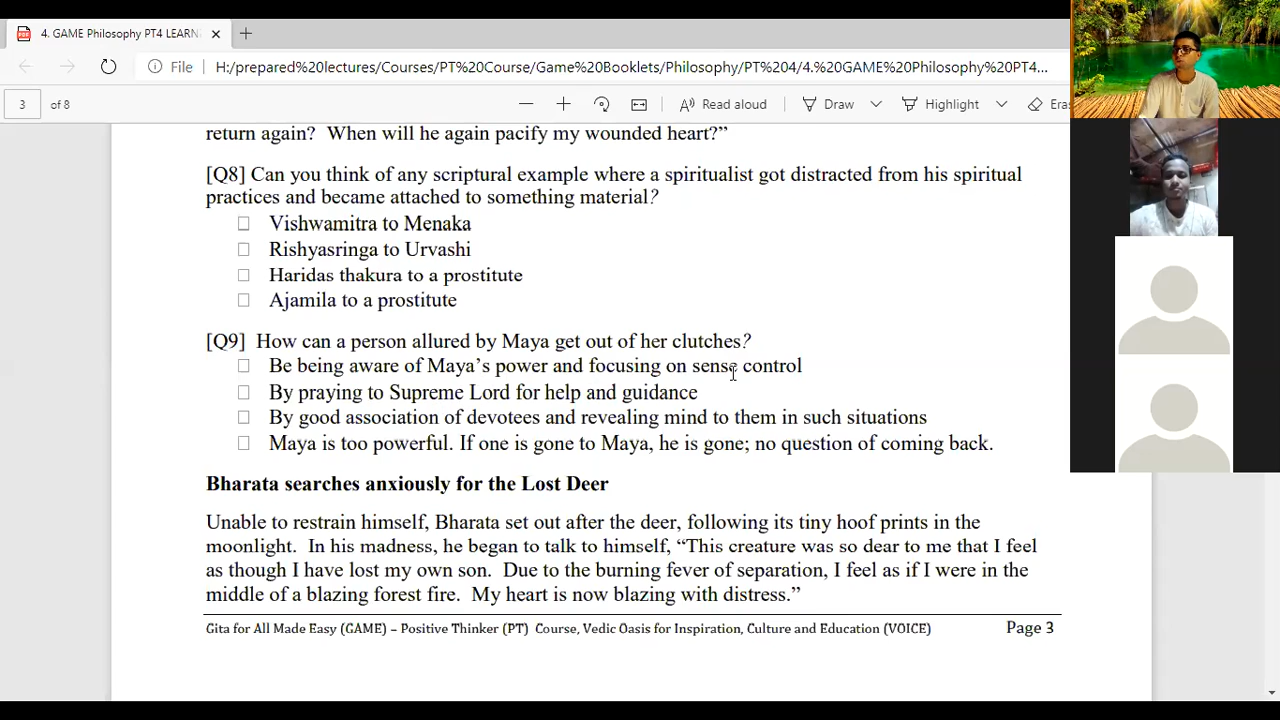 4. GAME Philosophy PT4 LEARN
File H:/prepared%20lectures/Courses/PT%20Course/Game%20Booklets/Philosophy/PT%204/4.%20GAME%20Philosophy%20PT4...
3 of 8 Read aloud Draw Highlight Eras
return again? When will he again pacify my wounded heart?”
[Q8] Can you think of any scriptural example where a spiritualist got distracted from his spiritual
practices and became attached to something material?
Vishwamitra to Menaka
Rishyasringa to Urvashi
Haridas thakura to a prostitute
Ajamila to a prostitute
[Q9] How can a person allured by Maya get out of her clutches?
Be being aware of Maya’s power and focusing on sense control
By praying to Supreme Lord for help and guidance
By good association of devotees and revealing mind to them in such situations
Maya is too powerful. If one is gone to Maya, he is gone; no question of coming back.
Bharata searches anxiously for the Lost Deer
Unable to restrain himself, Bharata set out after the deer, following its tiny hoof prints in the
moonlight. In his madness, he began to talk to himself, “This creature was so dear to me that I feel
as though I have lost my own son. Due to the burning fever of separation, I feel as if I were in the
middle of a blazing forest fire. My heart is now blazing with distress.”
Gita for All Made Easy (GAME) – Positive Thinker (PT) Course, Vedic Oasis for Inspiration, Culture and Education (VOICE) Page 3